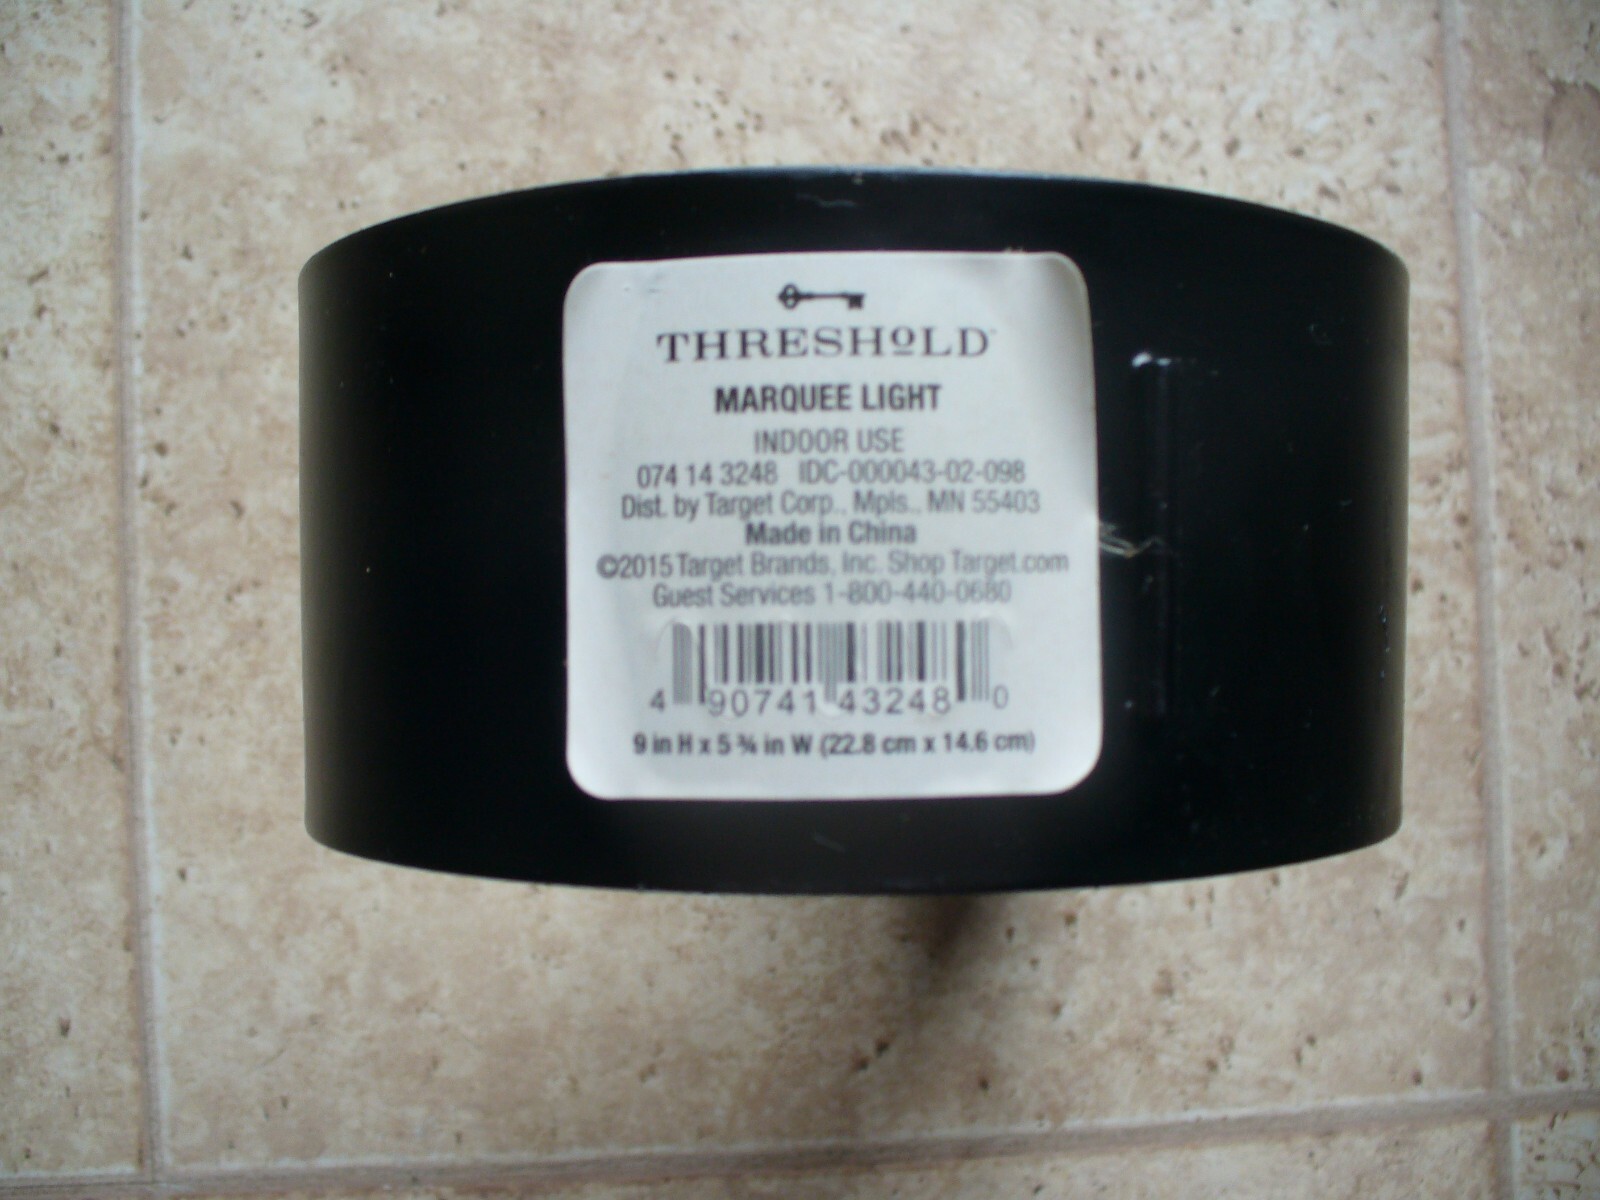 THRESHOLD
MARQUEE LIGHT
INDOOR USE
074 14 3248 IDC-000043-02-098
Dist. by Target Corp., Mpls., MN 55403
Made in China
©2015 Target Brands, Inc. Shop Target.com
Guest Services 1-800-440-0680
4 90741 43248 0
9 in H x 5 ¾ in W (22.8 cm x 14.6 cm)